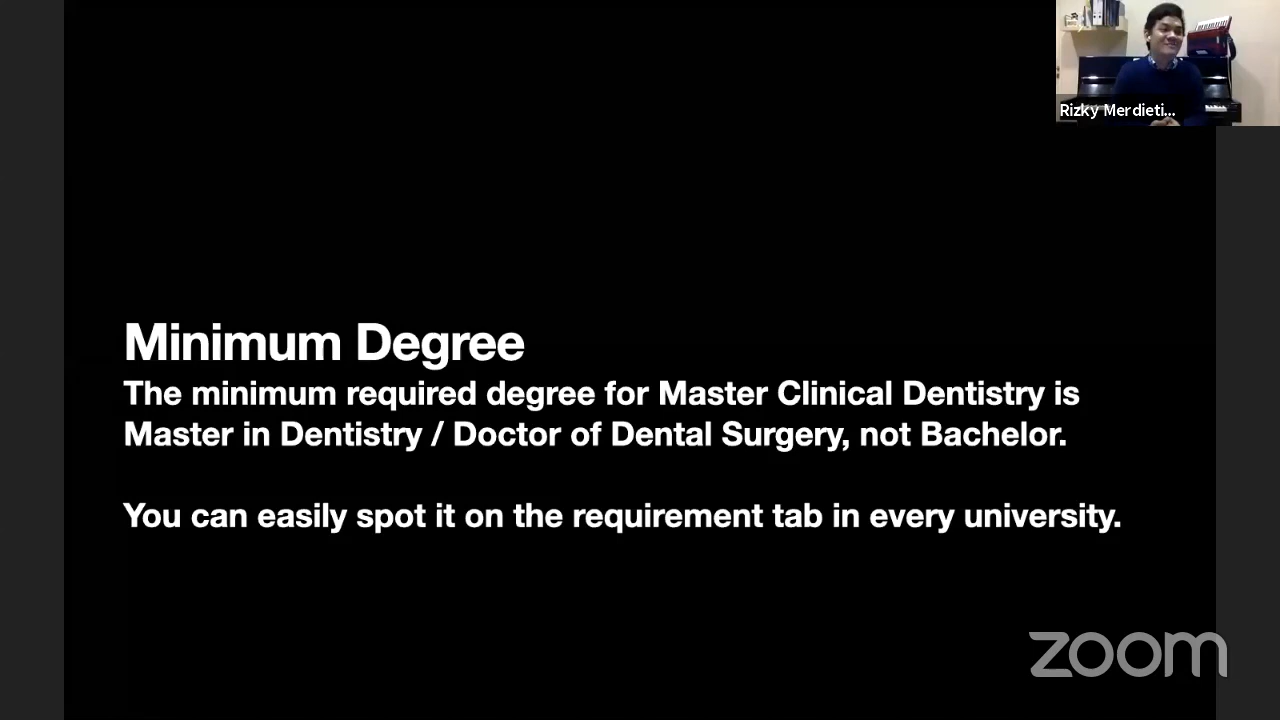 Rizky Merdieti...
Minimum Degree
The minimum required degree for Master Clinical Dentistry is
Master in Dentistry / Doctor of Dental Surgery, not Bachelor.
You can easily spot it on the requirement tab in every university.
zoom